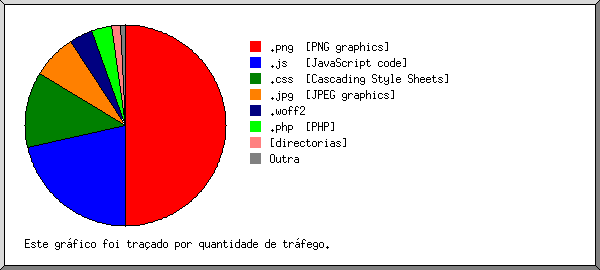 .png [PNG graphics]
.js [JavaScript code]
.css [Cascading Style Sheets]
.jpg [JPEG graphics]
.woff2
.php [PHP]
[directorias]
Outra
Este gráfico foi traçado por quantidade de tráfego.